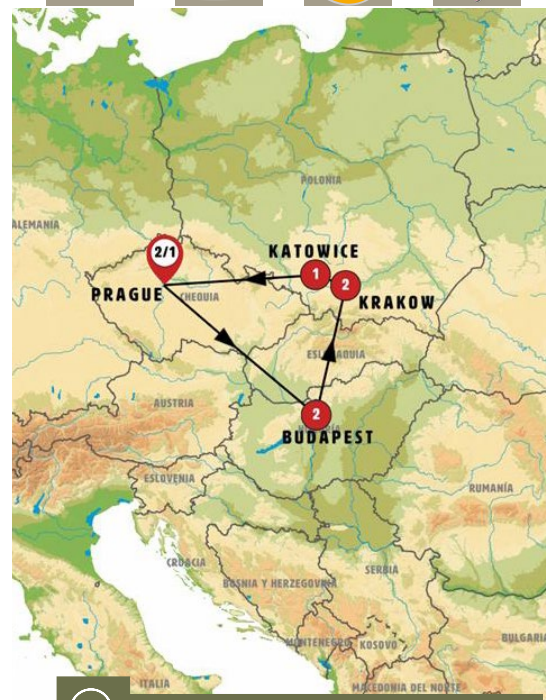 POLONIA
ALEMANIA
2/1
KATOWICE
1
2
PRAGUE
CHEQUIA
KRAKOW
ESLOVAQUIA
AUSTRIA
2
BUDAPEST
ESLOVENIA
RUMANÍA
CROACIA
SERBIA
BOSNIA Y HERZEGOVINA
MONTENEGRO
KOSOVO
BULGARIA
ITALIA
MACEDONIA DEL NORTE